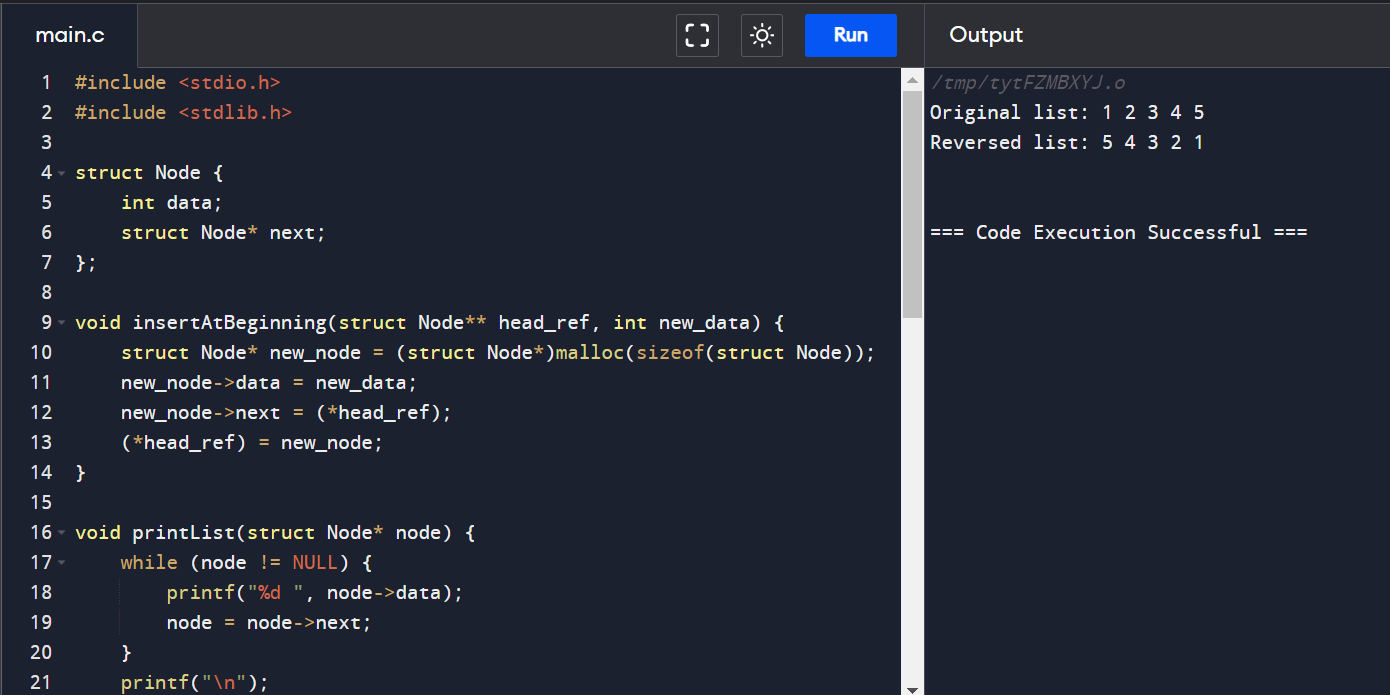 main.c
Run
Output
1 #include <stdio.h>
2 #include <stdlib.h>
3
4 struct Node {
5     int data;
6     struct Node* next;
7 };
8
9 void insertAtBeginning(struct Node** head_ref, int new_data) {
10     struct Node* new_node = (struct Node*)malloc(sizeof(struct Node));
11     new_node->data = new_data;
12     new_node->next = (*head_ref);
13     (*head_ref) = new_node;
14 }
15
16 void printList(struct Node* node) {
17     while (node != NULL) {
18         printf("%d ", node->data);
19         node = node->next;
20     }
21     printf("\n");
/tmp/tytFZMBXYJ.o
Original list: 1 2 3 4 5
Reversed list: 5 4 3 2 1
=== Code Execution Successful ===